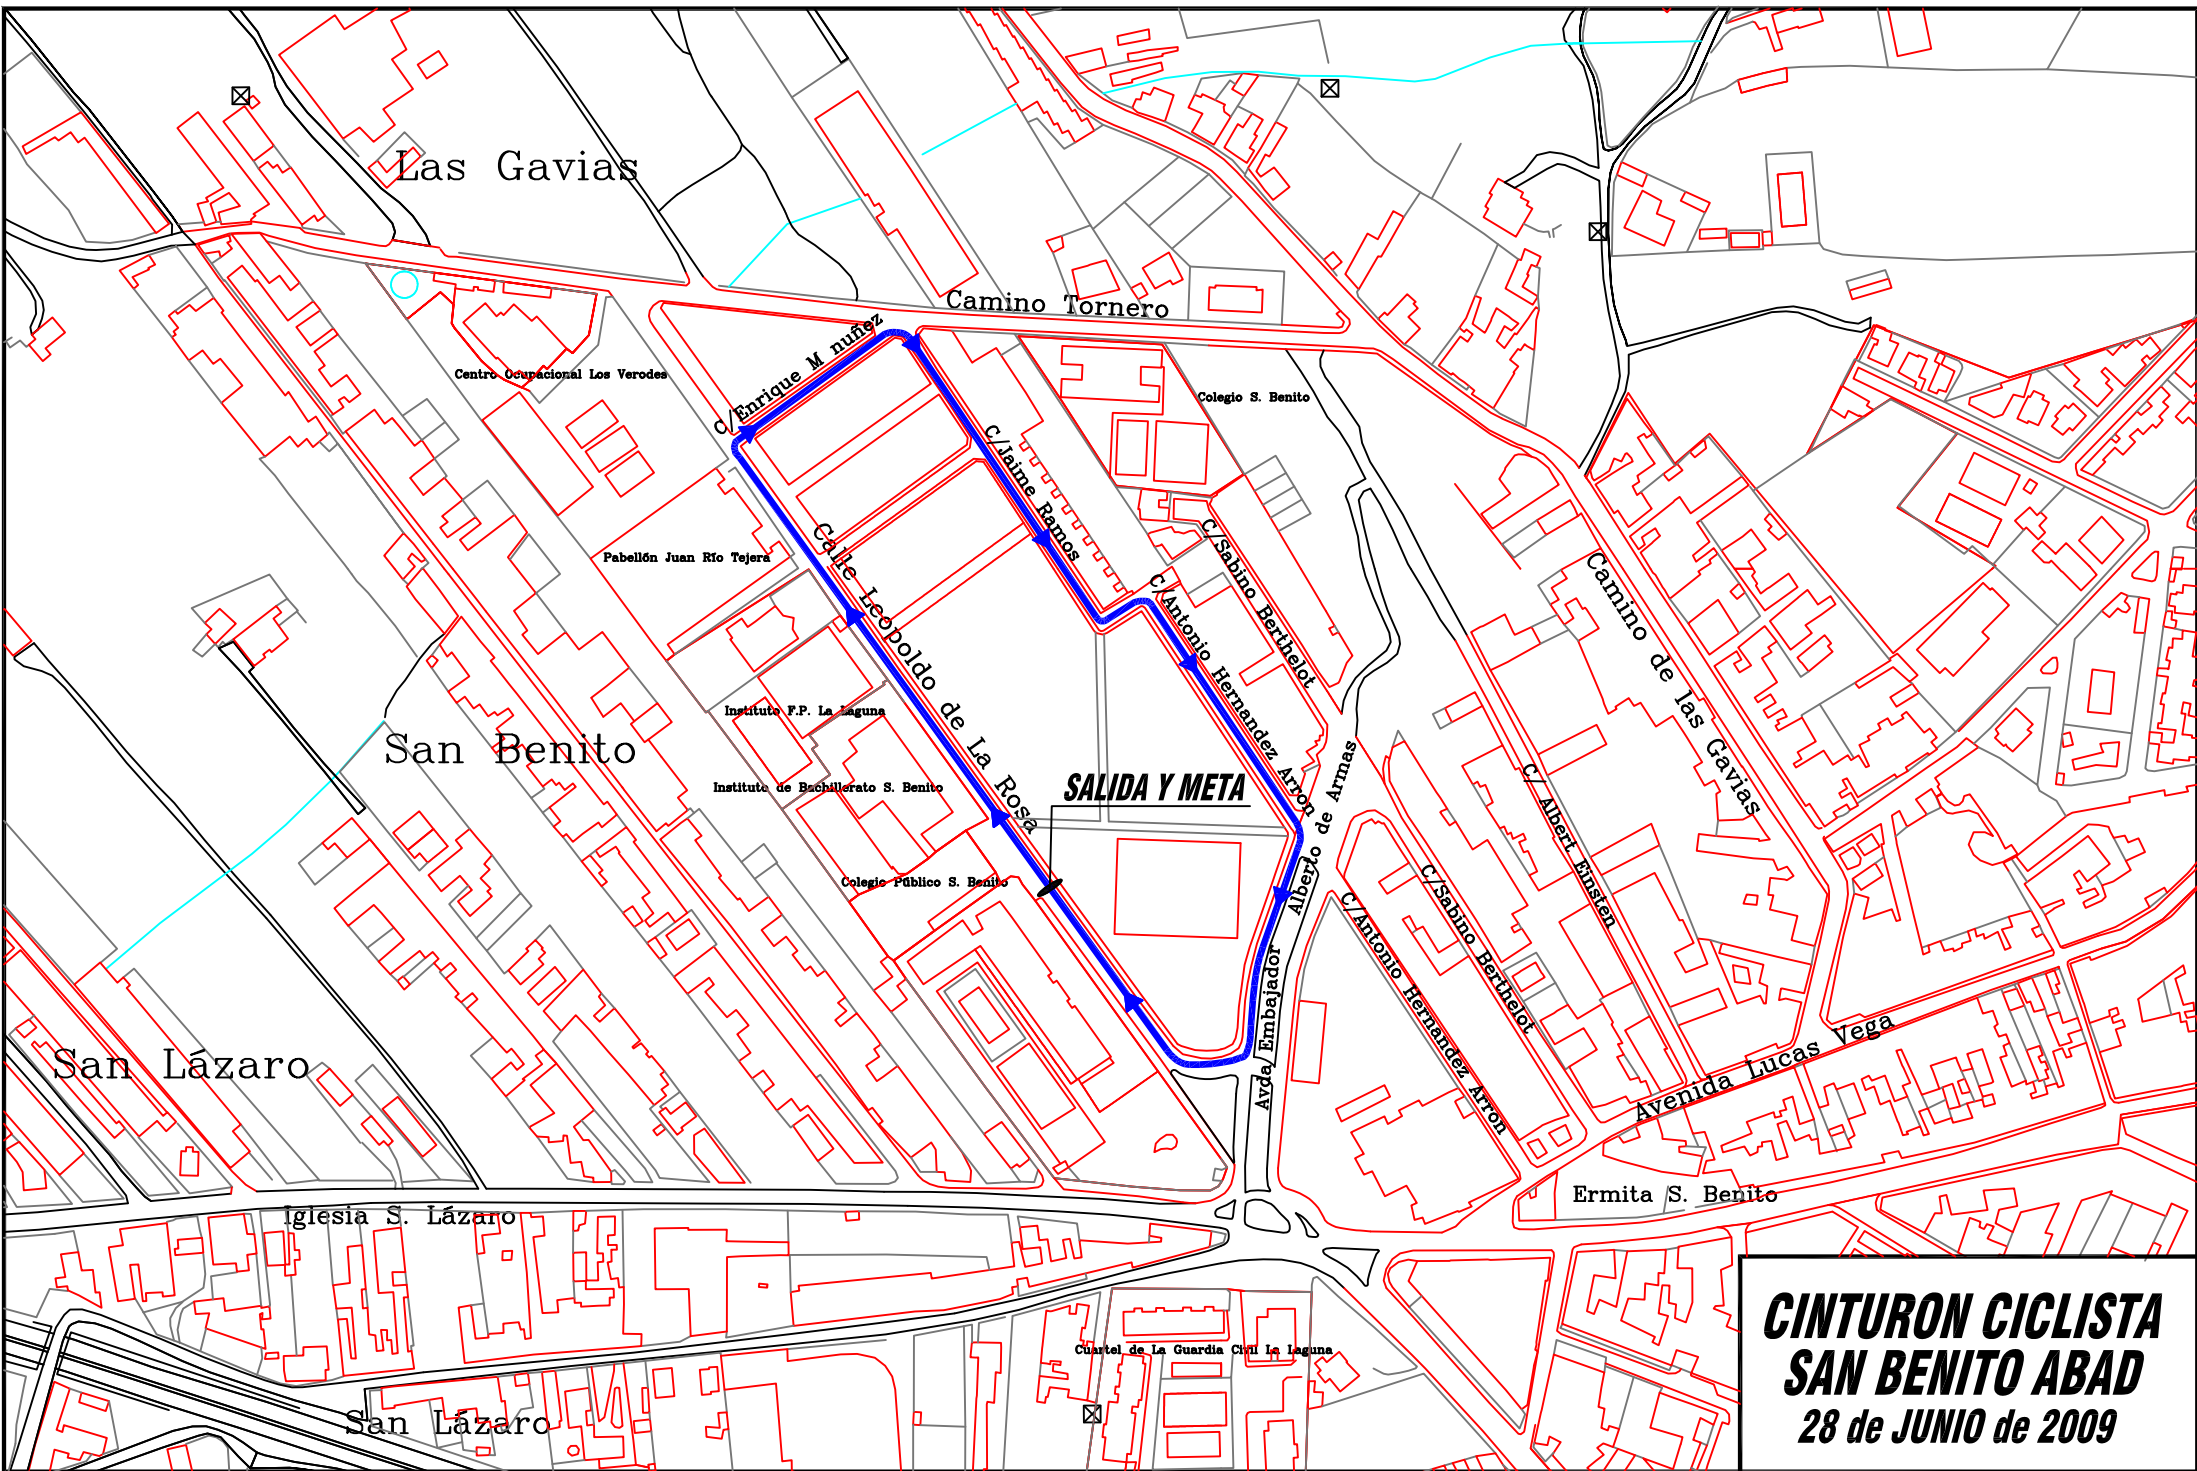 Las Gavias
Camino Tornero
c/Enrique M nuñez
Centro Ocupacional Los Verodes
Colegio S. Benito
C/Jaime Ramos
C/Sabino Berthelot
Pabellón Juan Río Tejera
Calle Leopoldo de La Rosa
C/Antonio Hernandez Arron
Camino de las Gavias
Instituto F.P. La Laguna
San Benito
Instituto de Bachillerato S. Benito
SALIDA Y META
Avda Embajador Alberto de Armas
C/ Albert Einsten
Colegio Público S. Benito
C/Sabino Berthelot
C/Antonio Hernandez Arron
San Lázaro
Avenida Lucas Vega
Ermita S. Benito
Iglesia S. Lázaro
Cuartel de La Guardia Civil La Laguna
San Lázaro
CINTURON CICLISTA
SAN BENITO ABAD
28 de JUNIO de 2009